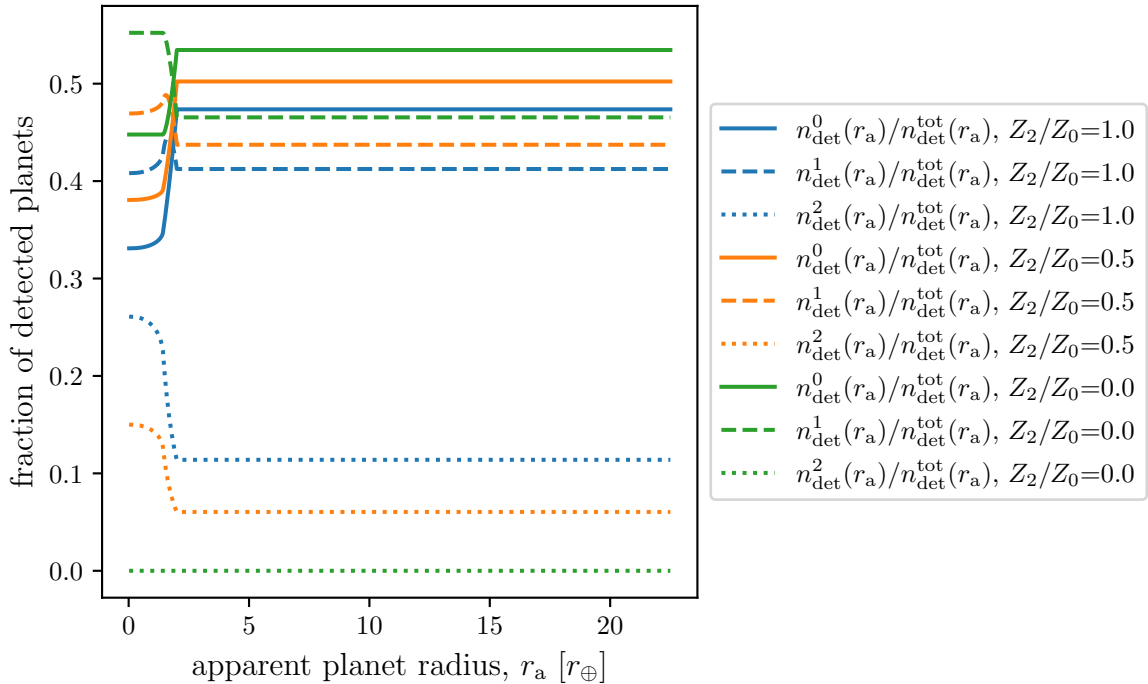 fraction of detected planets
0.5
0.4
0.3
0.2
0.1
0.0
0 5 10 15 20
apparent planet radius, r_a [r_⊕]
n^0_det(r_a)/n^tot_det(r_a), Z_2/Z_0=1.0
n^1_det(r_a)/n^tot_det(r_a), Z_2/Z_0=1.0
n^2_det(r_a)/n^tot_det(r_a), Z_2/Z_0=1.0
n^0_det(r_a)/n^tot_det(r_a), Z_2/Z_0=0.5
n^1_det(r_a)/n^tot_det(r_a), Z_2/Z_0=0.5
n^2_det(r_a)/n^tot_det(r_a), Z_2/Z_0=0.5
n^0_det(r_a)/n^tot_det(r_a), Z_2/Z_0=0.0
n^1_det(r_a)/n^tot_det(r_a), Z_2/Z_0=0.0
n^2_det(r_a)/n^tot_det(r_a), Z_2/Z_0=0.0